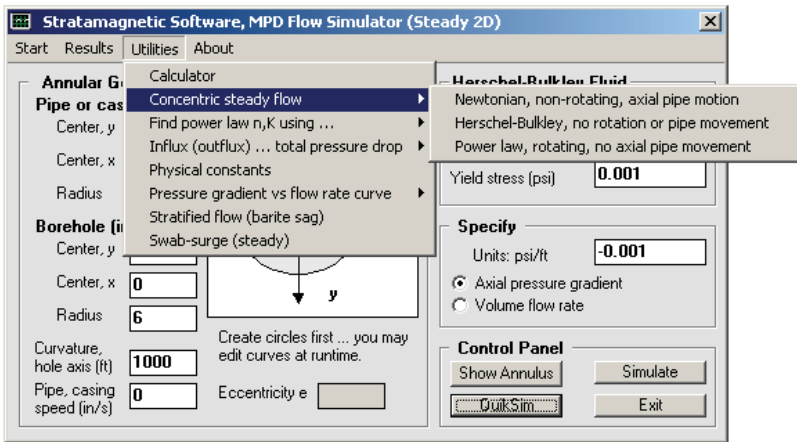 Stratamagnetic Software, MPD Flow Simulator (Steady 2D)
Start Results Utilities About
Annular G
Pipe or cas
Center, y
Center, x
Radius
Borehole (i
Center, y
Center, x 0
Radius 6
Curvature, hole axis (ft) 1000
Pipe, casing speed (in/s) 0
Calculator
Concentric steady flow
Find power law n,K using ...
Influx (outflux) ... total pressure drop
Physical constants
Pressure gradient vs flow rate curve
Stratified flow (barite sag)
Swab-surge (steady)
Newtonian, non-rotating, axial pipe motion
Herschel-Bulkley, no rotation or pipe movement
Power law, rotating, no axial pipe movement
y
Create circles first ... you may
edit curves at runtime.
Eccentricity e
Herschel-Bulkley Fluid
Yield stress (psi) 0.001
Specify
Units: psi/ft -0.001
Axial pressure gradient
Volume flow rate
Control Panel
Show Annulus Simulate
QuikSim Exit